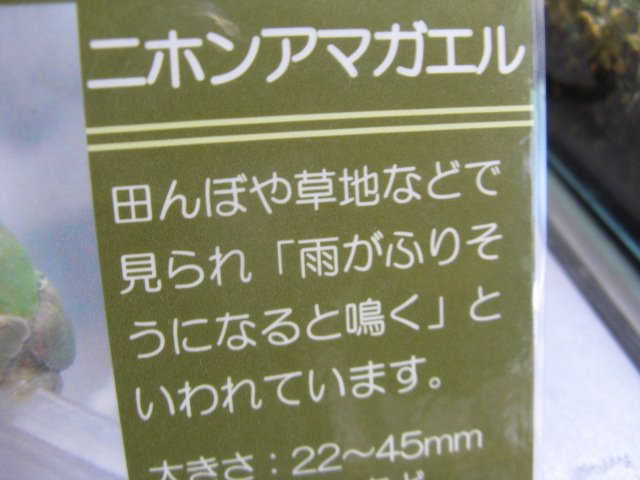 ニホンアマガエル
田んぼや草地などで
見られ「雨がふりそ
うになると鳴く」と
いわれています。
大きさ：22～45mm